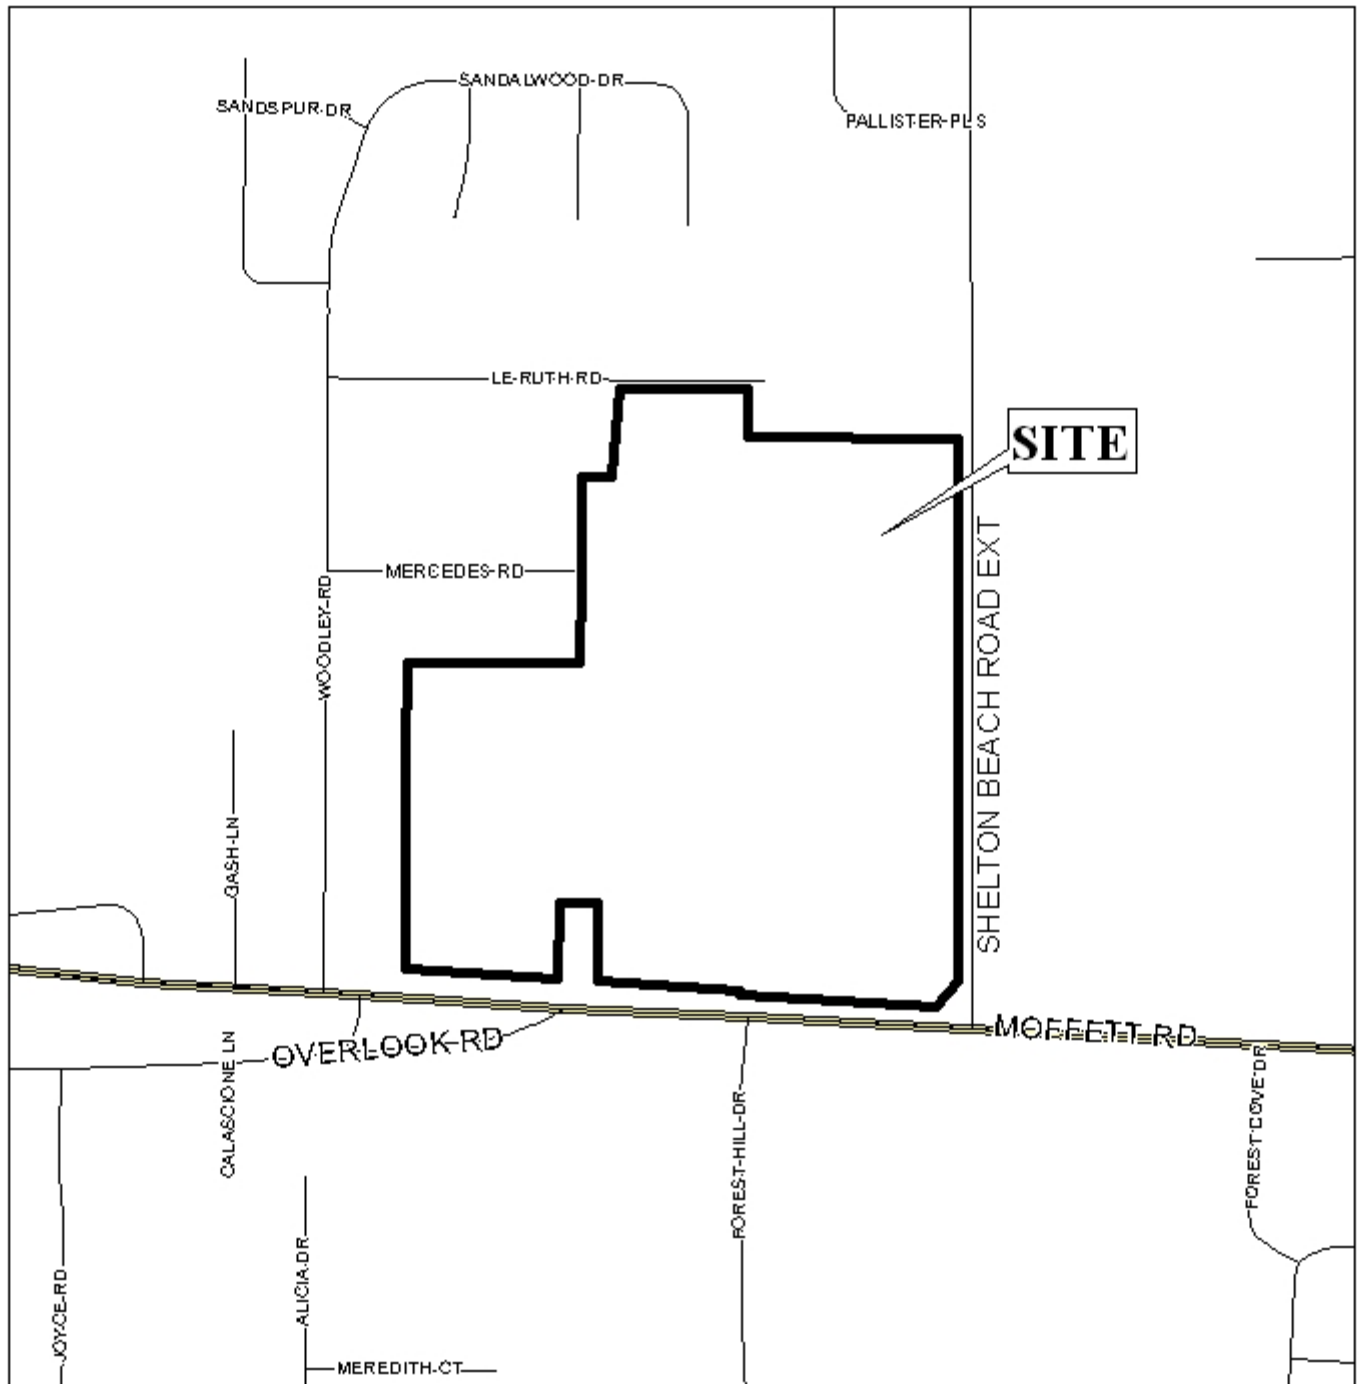 SANDALWOOD DR
SANDSPUR DR
PALLISTER PL S
LE RUTH RD
SITE
MERCEDES RD
WOODLEY RD
SHELTON BEACH ROAD EXT
GASH LN
MOFFETT RD
OVERLOOK RD
CALASCIONE LN
FOREST HILL DR
FOREST COVE DR
ALICIA DR
JOYCE RD
MEREDITH CT